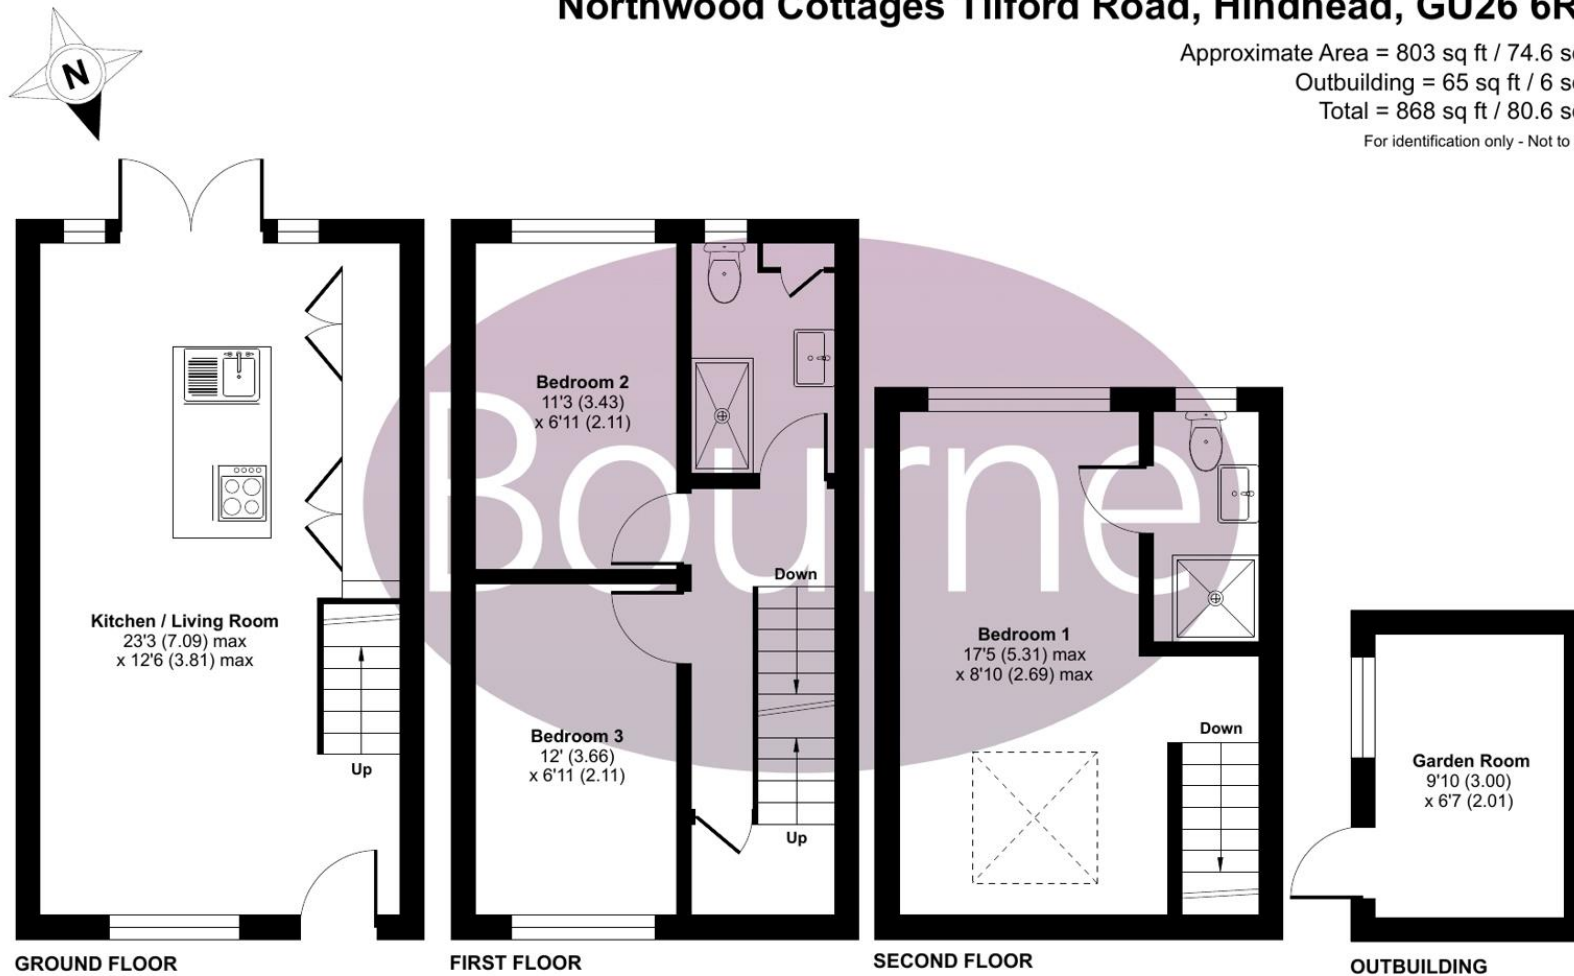 Northwood Cottages Tilford Road, Hindhead, GU26 6R
Approximate Area = 803 sq ft / 74.6 s
Outbuilding = 65 sq ft / 6 s
Total = 868 sq ft / 80.6 s
For identification only - Not to
N
Bourne
Kitchen / Living Room
23'3 (7.09) max
x 12'6 (3.81) max
Up
GROUND FLOOR
Bedroom 2
11'3 (3.43)
x 6'11 (2.11)
Down
Bedroom 3
12' (3.66)
x 6'11 (2.11)
Up
FIRST FLOOR
Bedroom 1
17'5 (5.31) max
x 8'10 (2.69) max
Down
SECOND FLOOR
Garden Room
9'10 (3.00)
x 6'7 (2.01)
OUTBUILDING